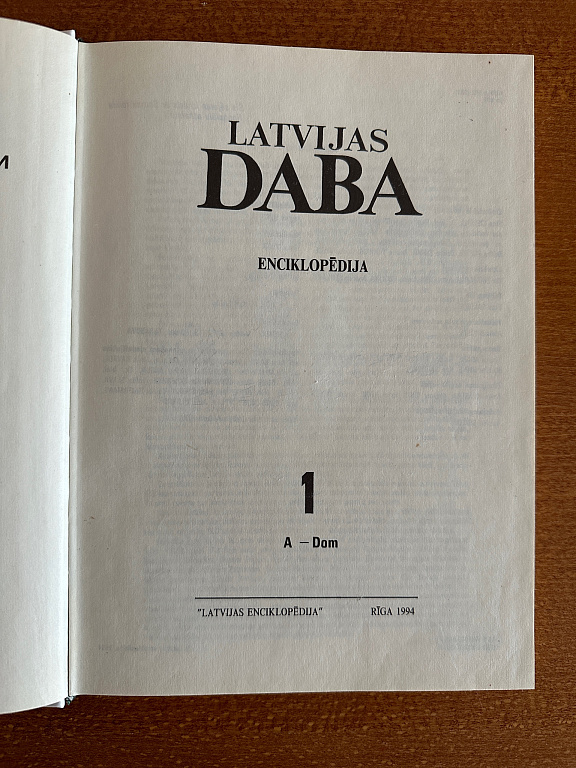 LATVIJAS
DABA
ENCIKLOPĒDIJA
1
A – Dom
"LATVIJAS ENCIKLOPĒDIJA" RĪGA 1994